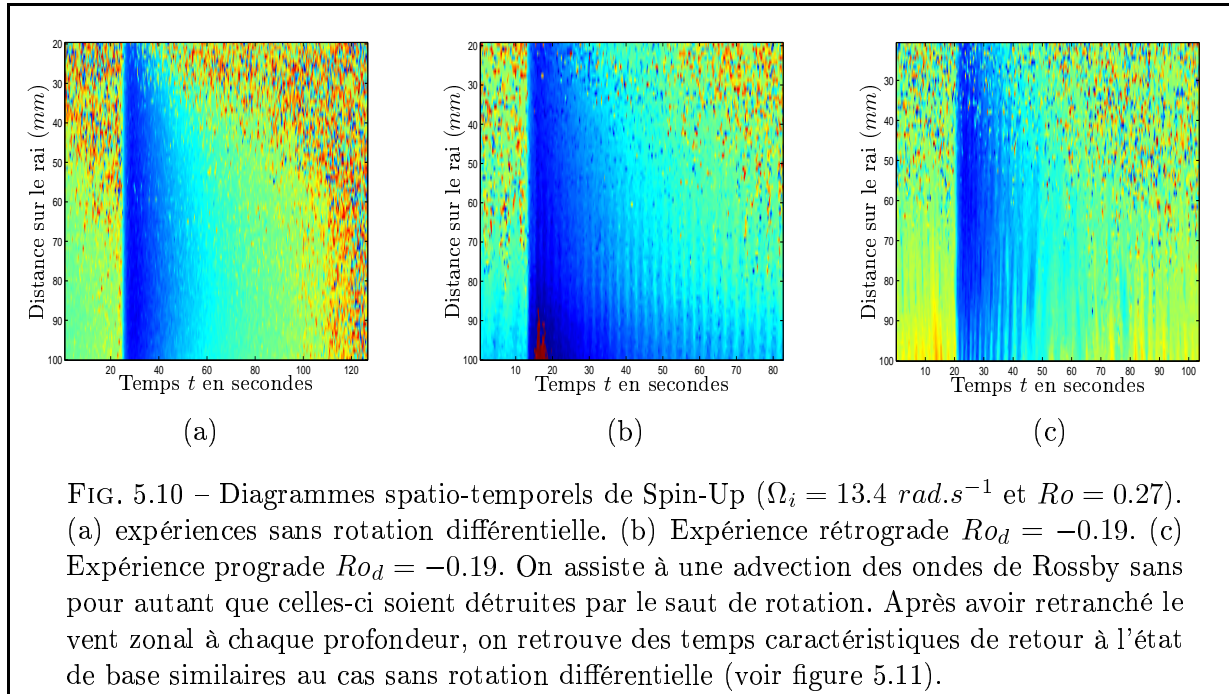 20 30 40 50 60 70 80 90 100
Distance sur le rai (mm)
20 40 60 80 100 120
Temps t en secondes
(a)
20 30 40 50 60 70 80 90 100
Distance sur le rai (mm)
10 20 30 40 50 60 70 80
Temps t en secondes
(b)
30 40 50 60 70 80 90 100
Distance sur le rai (mm)
10 20 30 40 50 60 70 80 90 100
Temps t en secondes
(c)
FIG. 5.10 – Diagrammes spatio-temporels de Spin-Up (Ω_i = 13.4 rad.s⁻¹ et Ro = 0.27).
(a) expériences sans rotation différentielle. (b) Expérience rétrograde Ro_d = −0.19. (c)
Expérience prograde Ro_d = −0.19. On assiste à une advection des ondes de Rossby sans
pour autant que celles-ci soient détruites par le saut de rotation. Après avoir retranché le
vent zonal à chaque profondeur, on retrouve des temps caractéristiques de retour à l'état
de base similaires au cas sans rotation différentielle (voir figure 5.11).